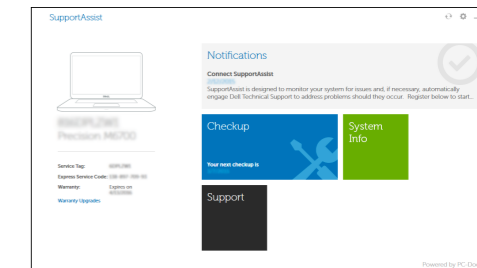 SupportAssist
Notifications
Connect SupportAssist
SupportAssist is designed to monitor your system for issues and, if necessary, automatically
engage Dell Technical Support to address problems should they occur. Register below to start...
Precision M6700
Checkup
Your next checkup is
System
Info
Service Tag:
Express Service Code:
Warranty: Expires on
Warranty Upgrades
Support
Powered by PC-Doc